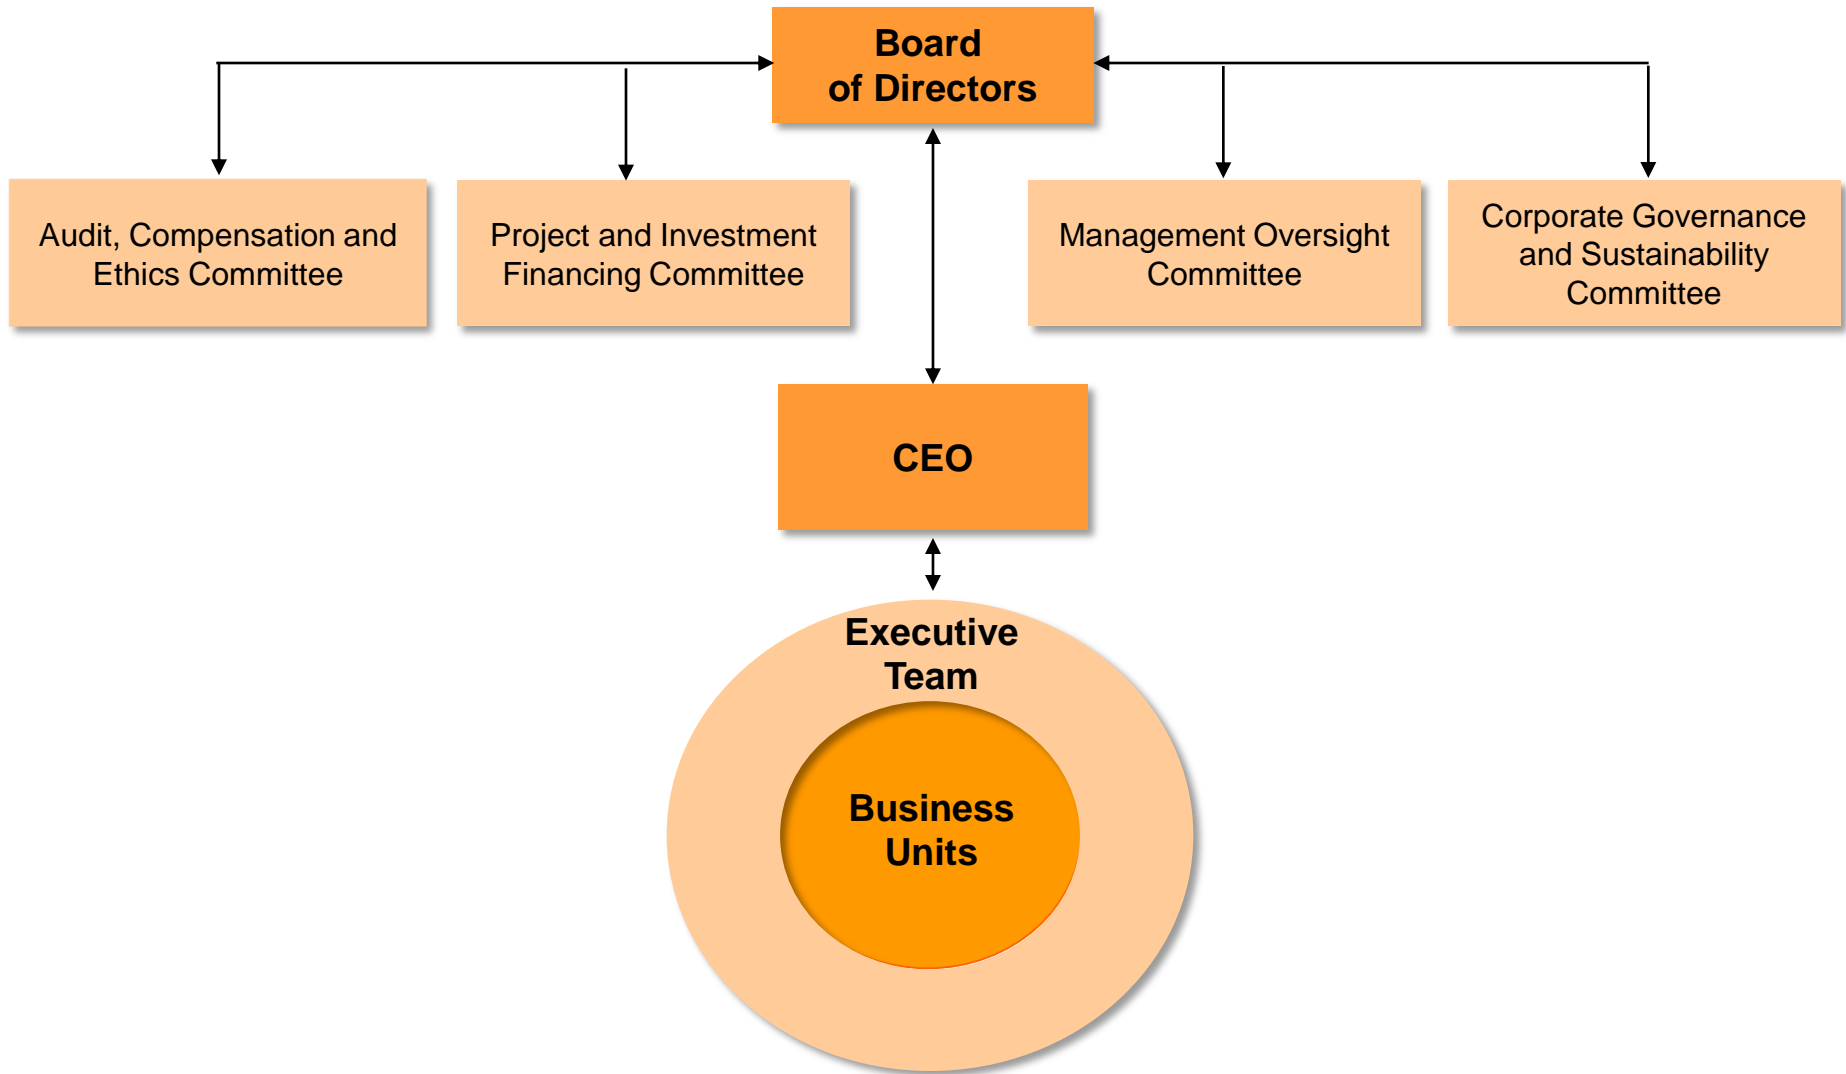 Board
of Directors
Audit, Compensation and
Ethics Committee
Project and Investment
Financing Committee
Management Oversight
Committee
Corporate Governance
and Sustainability
Committee
CEO
Executive
Team
Business
Units